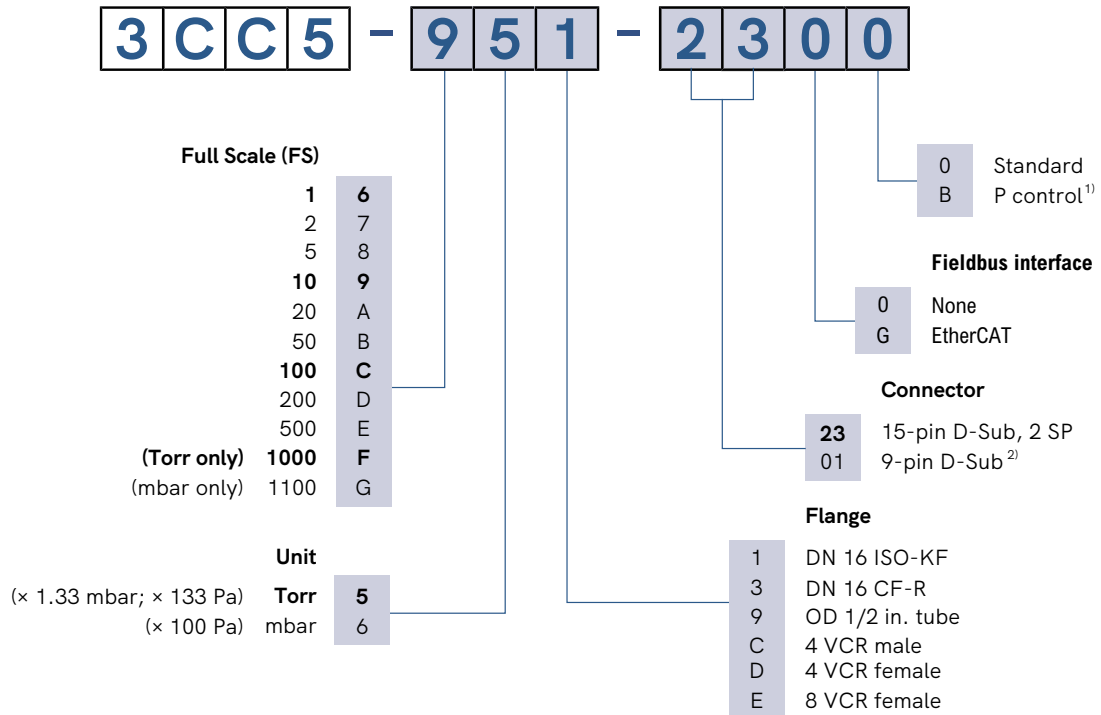 3CC5 - 951 - 2300
Full Scale (FS)
1 6
2 7
5 8
10 9
20 A
50 B
100 C
200 D
500 E
(Torr only) 1000 F
(mbar only) 1100 G
Unit
(× 1.33 mbar; × 133 Pa) Torr 5
(× 100 Pa) mbar 6
0 Standard
B P control 1)
Fieldbus interface
0 None
G EtherCAT
Connector
23 15-pin D-Sub, 2 SP
01 9-pin D-Sub 2)
Flange
1 DN 16 ISO-KF
3 DN 16 CF-R
9 OD 1/2 in. tube
C 4 VCR male
D 4 VCR female
E 8 VCR female